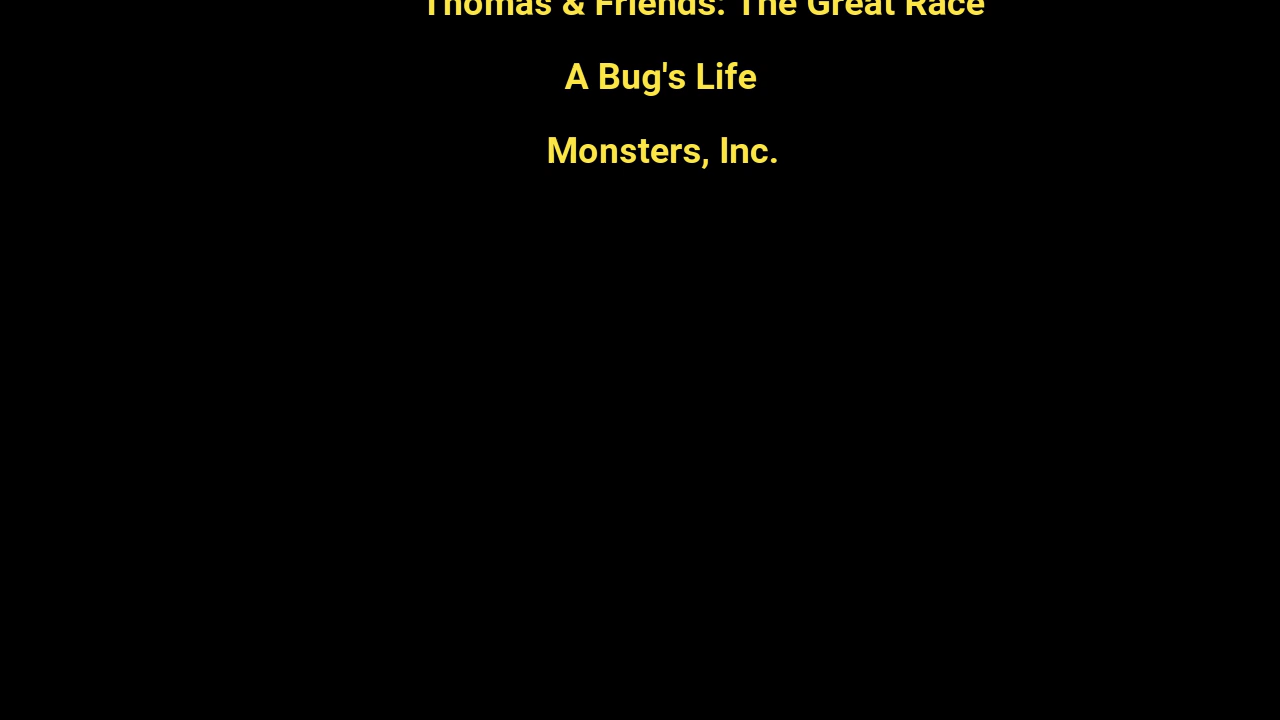 Thomas & Friends: The Great Race
A Bug's Life
Monsters, Inc.